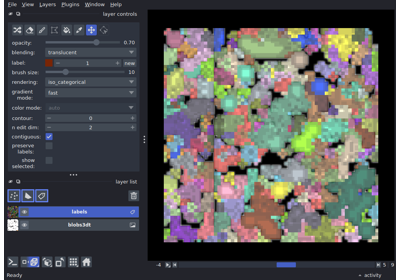 File View Layers Plugins Window Help
layer controls
opacity: 0.70
blending: translucent
label: 1 new
brush size: 10
rendering: iso_categorical
gradient mode: fast
color mode: auto
contour: 0
n edit dim: 2
contiguous:
preserve labels:
show selected:
layer list
labels
blobs3dt
Ready
activity